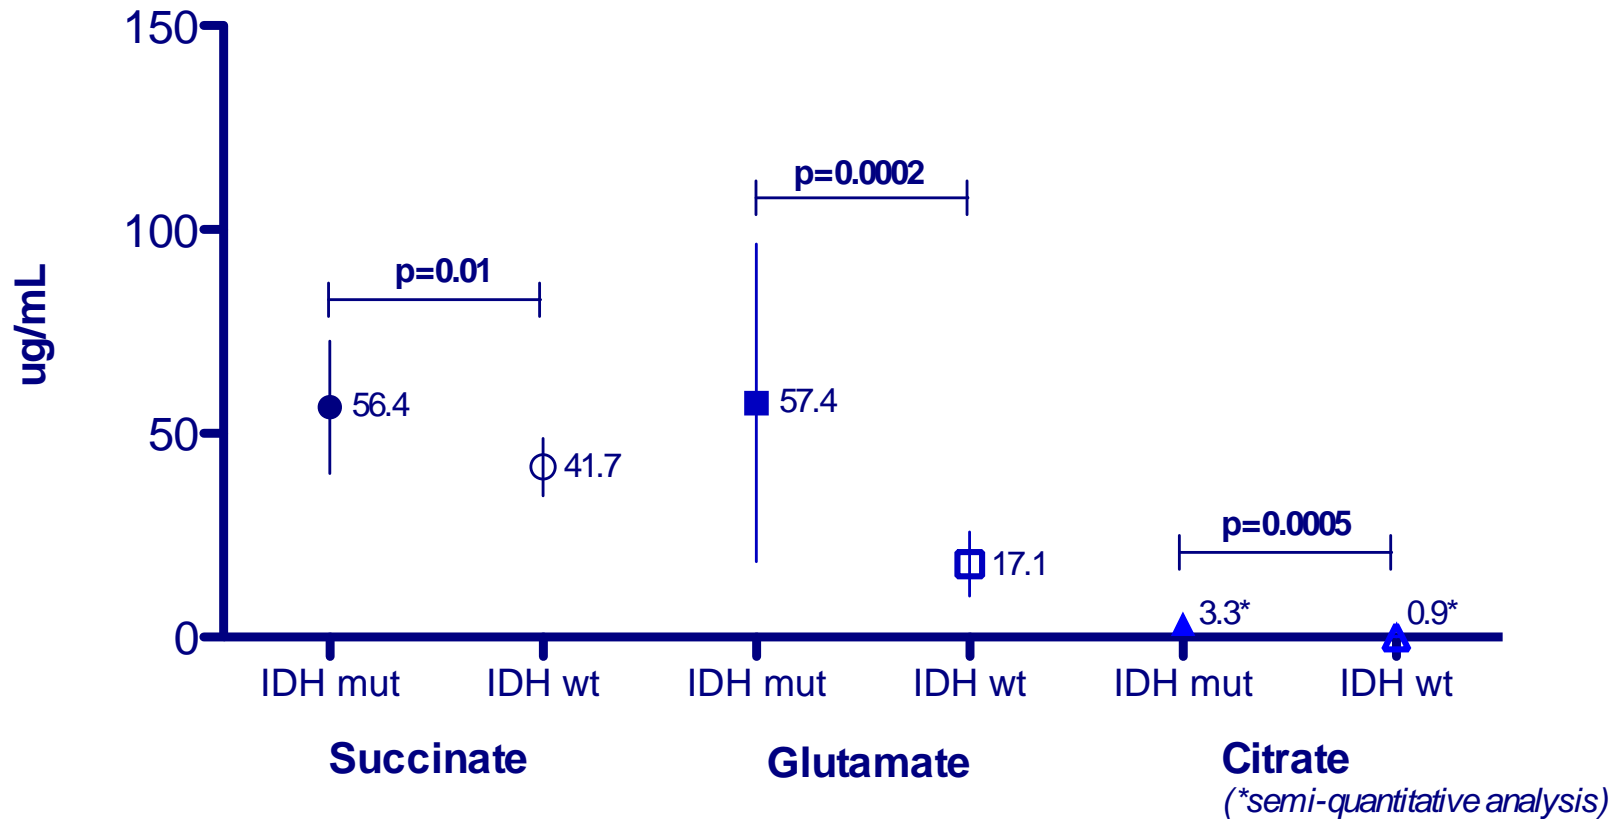 150
100
50
0
ug/mL
p=0.01
p=0.0002
p=0.0005
56.4
41.7
57.4
17.1
3.3*
0.9*
IDH mut
IDH wt
IDH mut
IDH wt
IDH mut
IDH wt
Succinate
Glutamate
Citrate
(*semi-quantitative analysis)